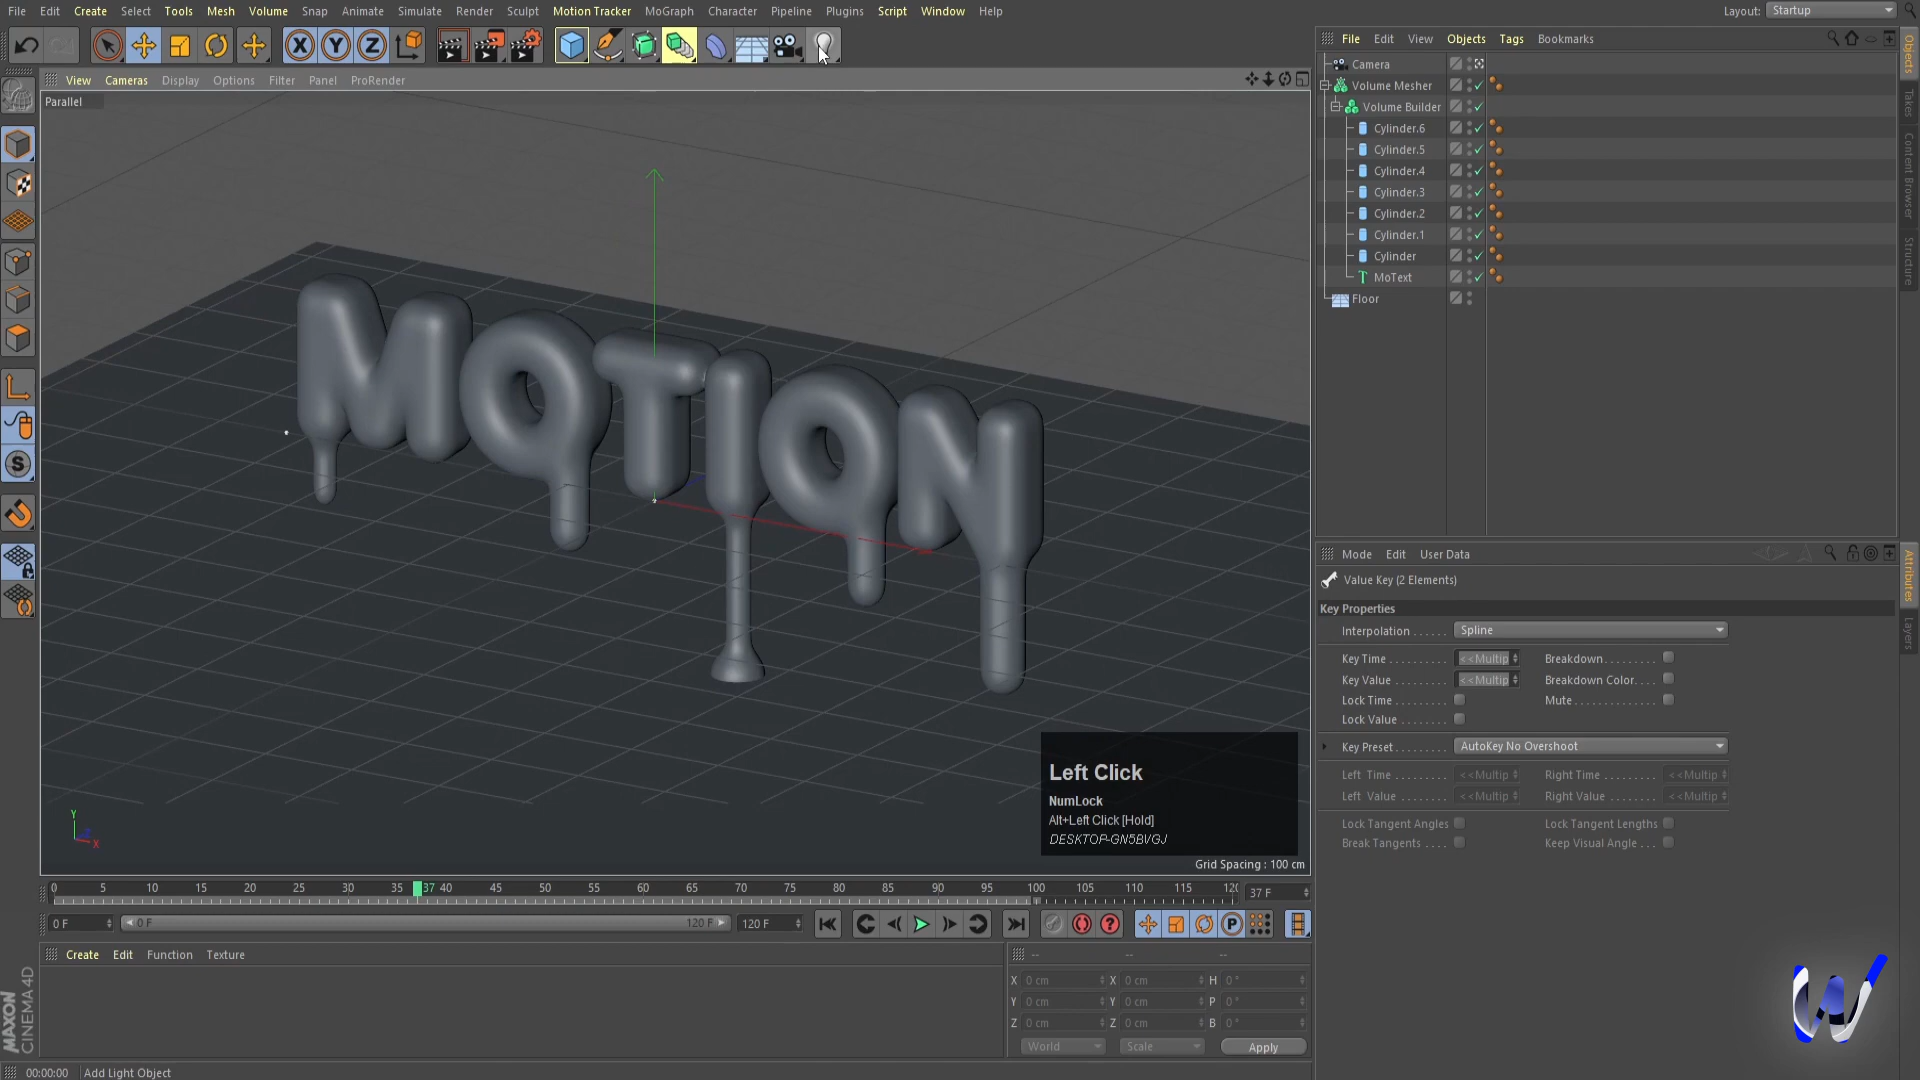 File Edit Create Select Tools Mesh Volume Snap Animate Simulate Render Sculpt Motion Tracker MoGraph Character Pipeline Plugins Script Window Help
Layout: Startup
File Edit View Objects Tags Bookmarks
View Cameras Display Options Filter Panel ProRender
Parallel
Camera
Volume Mesher
Volume Builder
Cylinder.6
Cylinder.5
Cylinder.4
Cylinder.3
Cylinder.2
Cylinder.1
Cylinder
MoText
Floor
Objects
Takes
Content Browser
Structure
MOTION
Mode Edit User Data
Value Key (2 Elements)
Key Properties
Interpolation ...... Spline
Key Time .......... <<Multip Breakdown........
Key Value ......... <<Multip Breakdown Color....
Lock Time ......... Mute ..............
Lock Value ........
Key Preset ......... AutoKey No Overshoot
Left Time ........ <<Multip Right Time ........ <<Multip
Left Value ....... <<Multip Right Value ....... <<Multip
Lock Tangent Angles Lock Tangent Lengths
Break Tangents .... Keep Visual Angle ...
Attributes
Layers
Left Click
NumLock
Alt+Left Click [Hold]
DESKTOP-GN5BVGJ
Y
Z
X
Grid Spacing : 100 cm
0 5 10 15 20 25 30 35 37 40 45 50 55 60 65 70 75 80 85 90 95 100 105 110 115 120 37 F
0 F 0 F 120 F 120 F
Create Edit Function Texture
-- -- --
X 0 cm X 0 cm H 0 °
Y 0 cm Y 0 cm P 0 °
Z 0 cm Z 0 cm B 0 °
World Scale Apply
MAXON
CINEMA 4D
W
00:00:00 Add Light Object